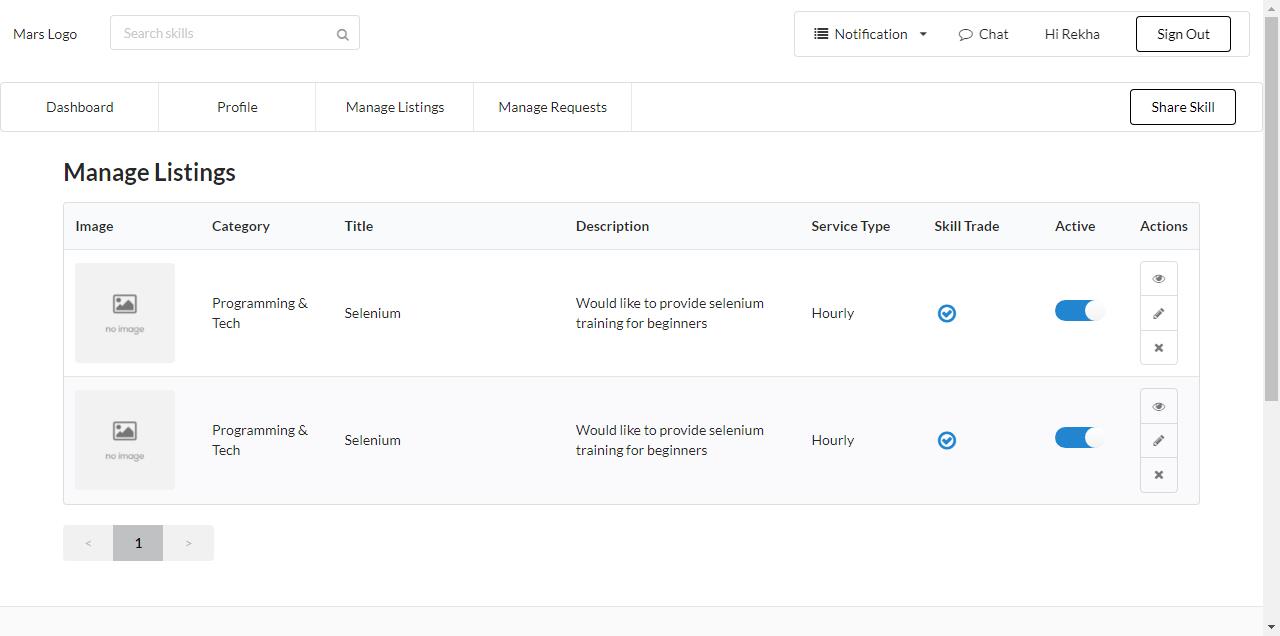 Mars Logo
Search skills
Notification
Chat
Hi Rekha
Sign Out
Dashboard
Profile
Manage Listings
Manage Requests
Share Skill
Manage Listings
Image
Category
Title
Description
Service Type
Skill Trade
Active
Actions
no image
Programming &
Tech
Selenium
Would like to provide selenium
training for beginners
Hourly
no image
Programming &
Tech
Selenium
Would like to provide selenium
training for beginners
Hourly
< 1 >